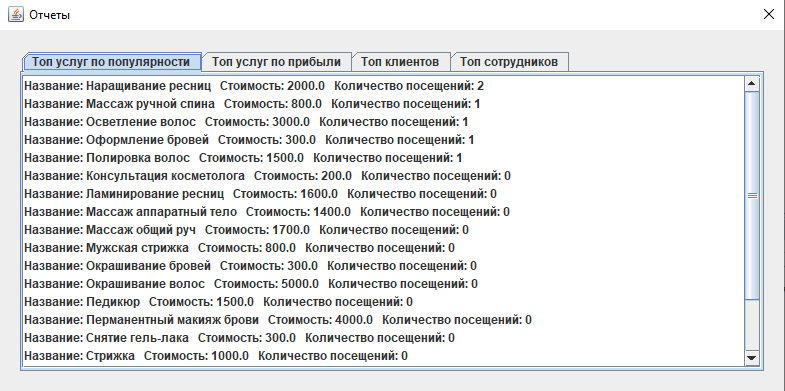 Отчеты
Топ услуг по популярности Топ услуг по прибыли Топ клиентов Топ сотрудников
Название: Наращивание ресниц Стоимость: 2000.0 Количество посещений: 2
Название: Массаж ручной спина Стоимость: 800.0 Количество посещений: 1
Название: Осветление волос Стоимость: 3000.0 Количество посещений: 1
Название: Оформление бровей Стоимость: 300.0 Количество посещений: 1
Название: Полировка волос Стоимость: 1500.0 Количество посещений: 1
Название: Консультация косметолога Стоимость: 200.0 Количество посещений: 0
Название: Ламинирование ресниц Стоимость: 1600.0 Количество посещений: 0
Название: Массаж аппаратный тело Стоимость: 1400.0 Количество посещений: 0
Название: Массаж общий руч Стоимость: 1700.0 Количество посещений: 0
Название: Мужская стрижка Стоимость: 800.0 Количество посещений: 0
Название: Окрашивание бровей Стоимость: 300.0 Количество посещений: 0
Название: Окрашивание волос Стоимость: 5000.0 Количество посещений: 0
Название: Педикюр Стоимость: 1500.0 Количество посещений: 0
Название: Перманентный макияж брови Стоимость: 4000.0 Количество посещений: 0
Название: Снятие гель-лака Стоимость: 300.0 Количество посещений: 0
Название: Стрижка Стоимость: 1000.0 Количество посещений: 0